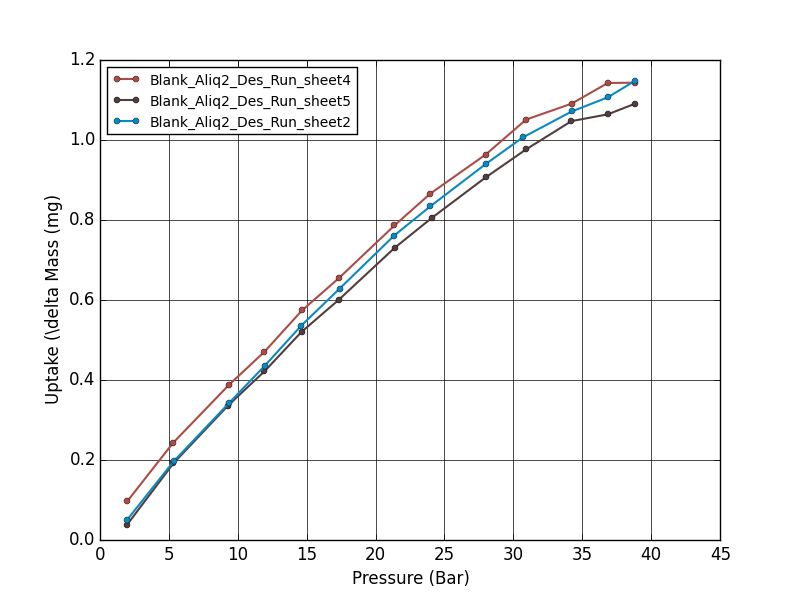 1.2
1.0
0.8
0.6
0.4
0.2
0.0
Uptake (\delta Mass (mg)
Blank_Aliq2_Des_Run_sheet4
Blank_Aliq2_Des_Run_sheet5
Blank_Aliq2_Des_Run_sheet2
0 5 10 15 20 25 30 35 40 45
Pressure (Bar)